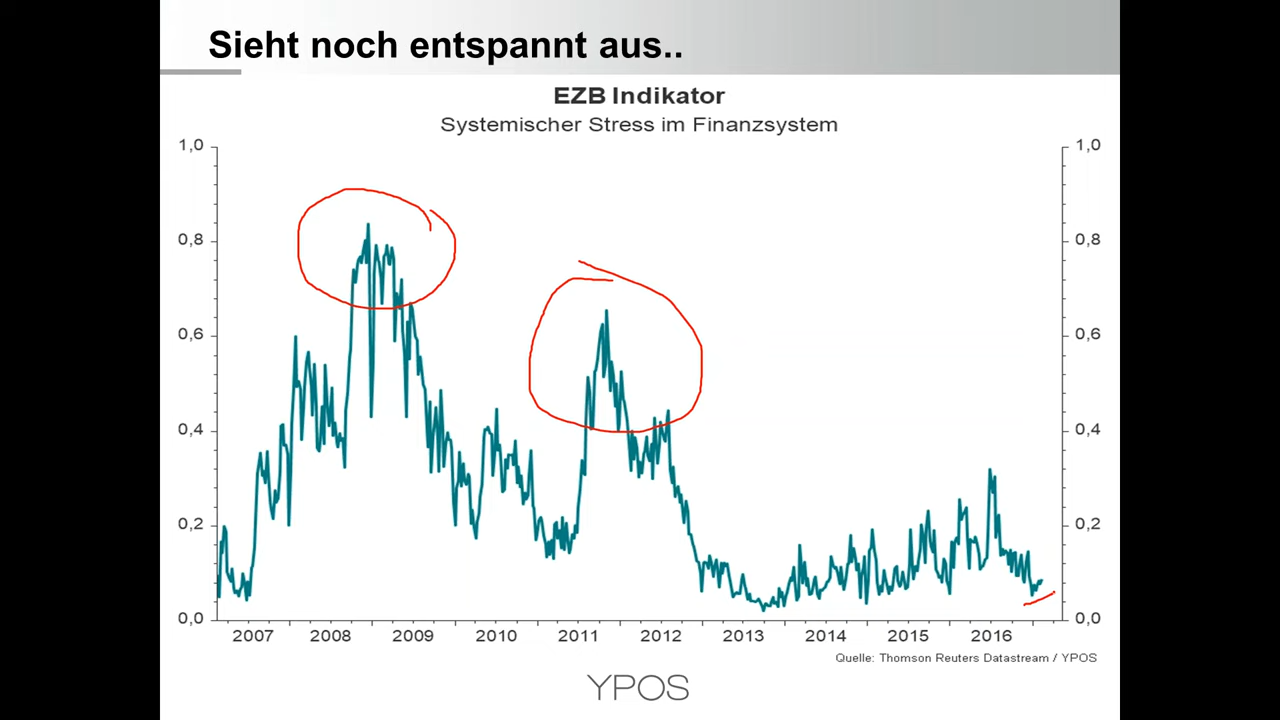 Sieht noch entspannt aus..
EZB Indikator
Systemischer Stress im Finanzsystem
1,0 1,0
0,8 0,8
0,6 0,6
0,4 0,4
0,2 0,2
0,0 0,0
2007 2008 2009 2010 2011 2012 2013 2014 2015 2016
Quelle: Thomson Reuters Datastream / YPOS
YPOS